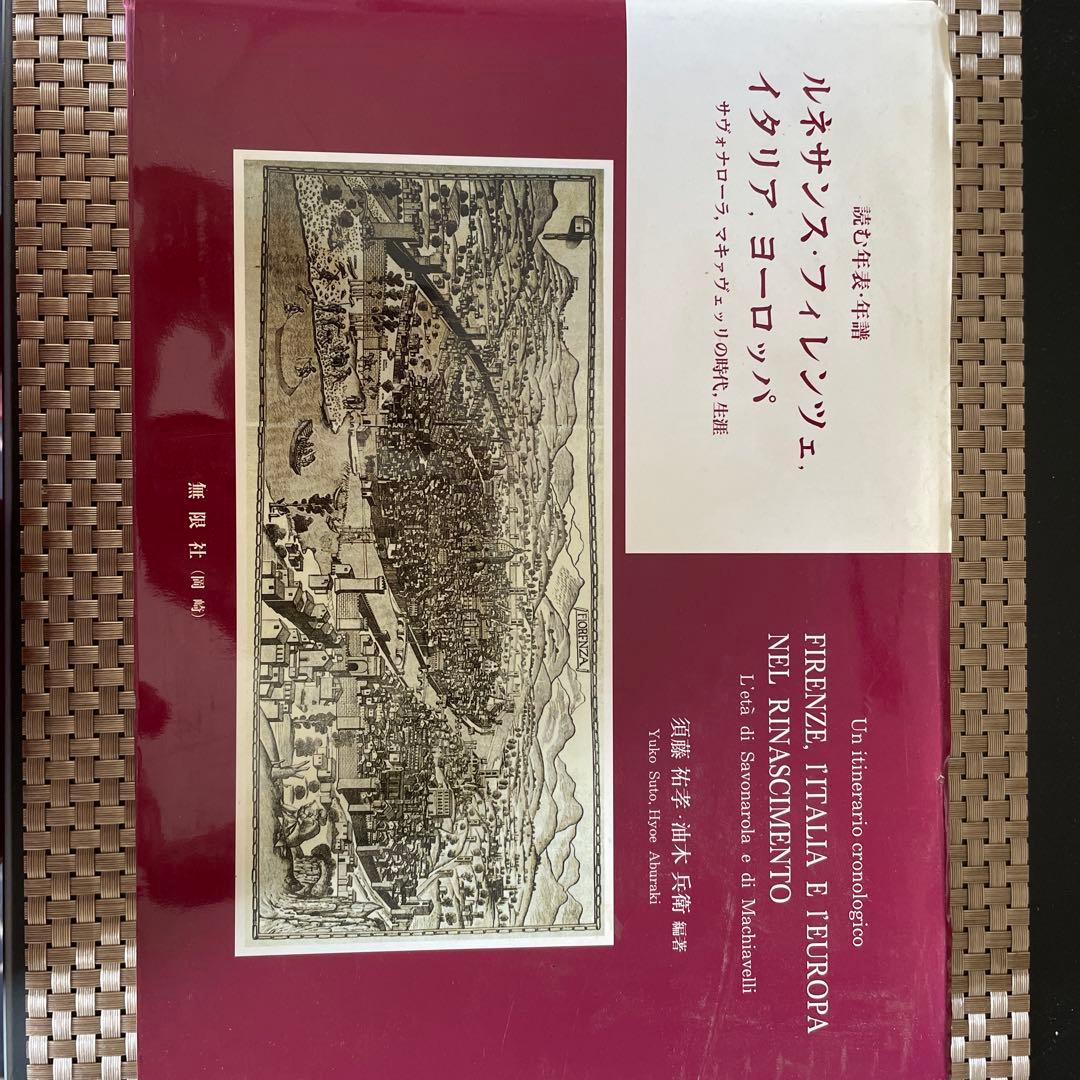 読む年表・年譜
ルネサンス・フィレンツェ,
イタリア, ヨーロッパ
サヴォナローラ, マキァヴェッリの時代, 生涯
Un itinerario cronologico
FIRENZE, l'ITALIA E l'EUROPA
NEL RINASCIMENTO
L'età di Savonarola e di Machiavelli
須藤 祐孝・油木 兵衛 編著
Yuko Suto, Hyoe Aburaki
FIORENZA
無限社(岡崎)